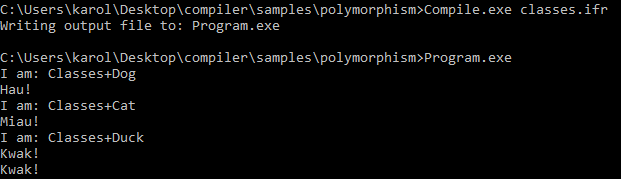 C:\Users\karol\Desktop\compiler\samples\polymorphism>Compile.exe classes.ifr
Writing output file to: Program.exe
C:\Users\karol\Desktop\compiler\samples\polymorphism>Program.exe
I am: Classes+Dog
Hau!
I am: Classes+Cat
Miau!
I am: Classes+Duck
Kwak!
Kwak!